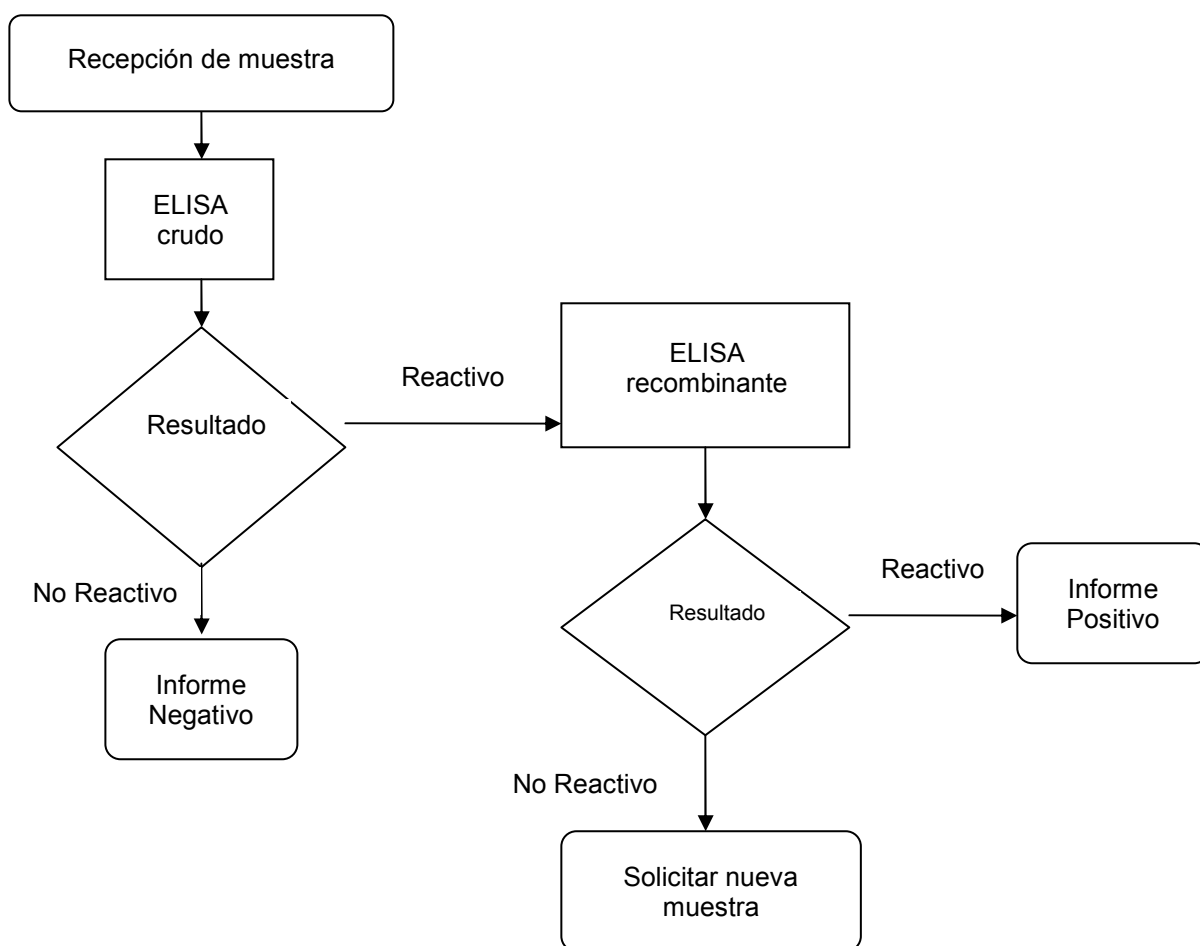 Recepción de muestra
ELISA
crudo
Resultado
Reactivo
ELISA
recombinante
No Reactivo
Informe
Negativo
Resultado
Reactivo
Informe
Positivo
No Reactivo
Solicitar nueva
muestra